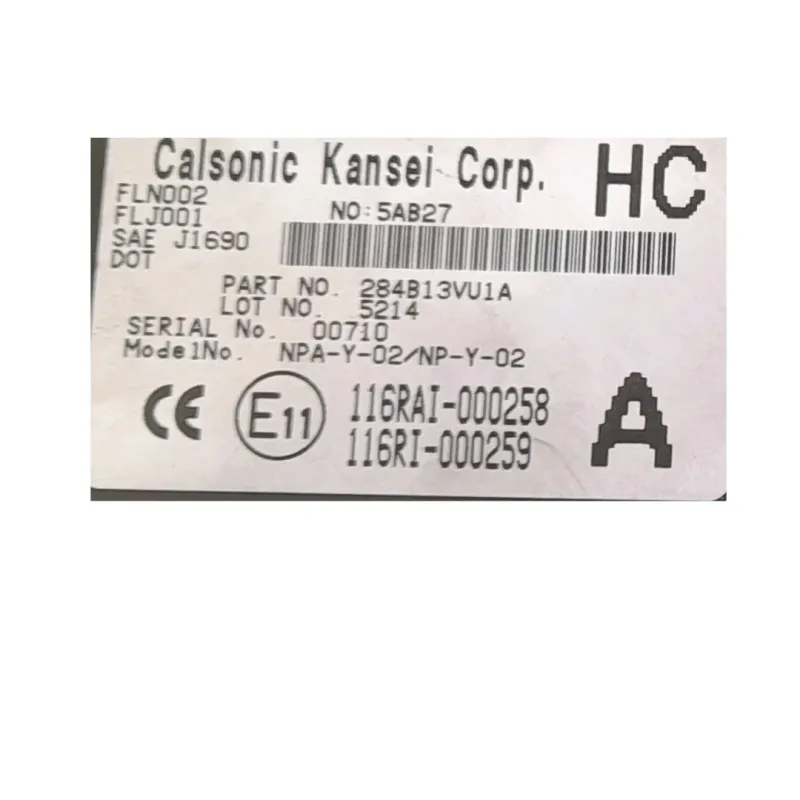 Calsonic Kansei Corp. HC
FLN002
FLJ001 NO:5AB27
SAE J1690
DOT
PART NO. 284B13VU1A
LOT NO. 5214
SERIAL No. 00710
ModelNo. NPA-Y-02/NP-Y-02
CE E11 116RAI-000258 A
116RI-000259